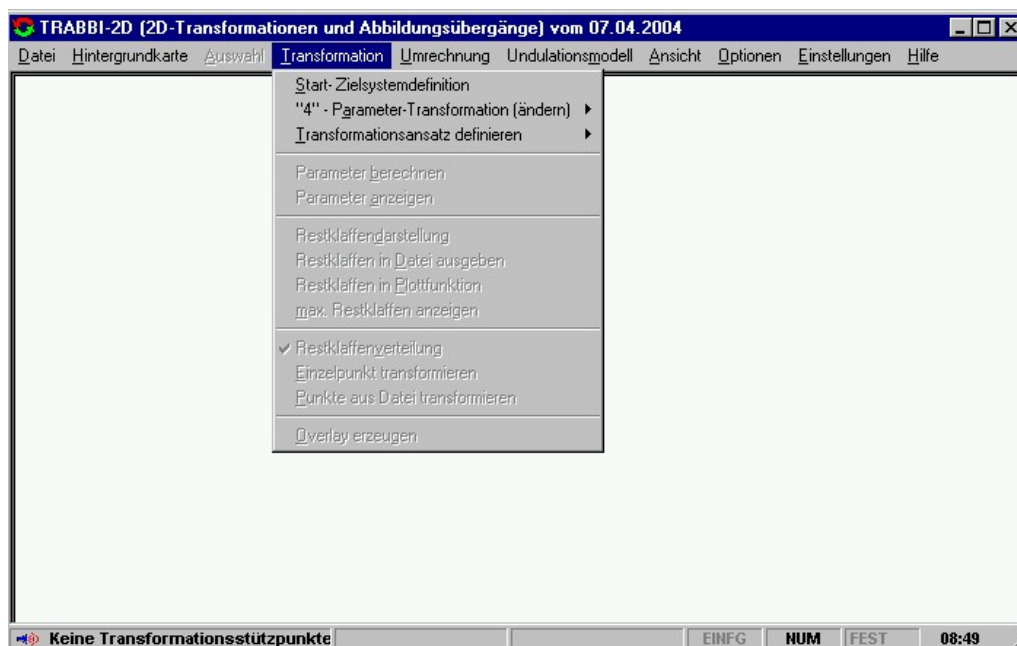 TRABBI-2D (2D-Transformationen und Abbildungsübergänge) vom 07.04.2004
Datei Hintergrundkarte Auswahl Transformation Umrechnung Undulationsmodell Ansicht Optionen Einstellungen Hilfe
Start- Zielsystemdefinition
"4" - Parameter-Transformation (ändern)
Transformationsansatz definieren
Parameter berechnen
Parameter anzeigen
Restklaffendarstellung
Restklaffen in Datei ausgeben
Restklaffen in Plottfunktion
max. Restklaffen anzeigen
Restklaffenverteilung
Einzelpunkt transformieren
Punkte aus Datei transformieren
Overlay erzeugen
Keine Transformationsstützpunkte EINFG NUM FEST 08:49